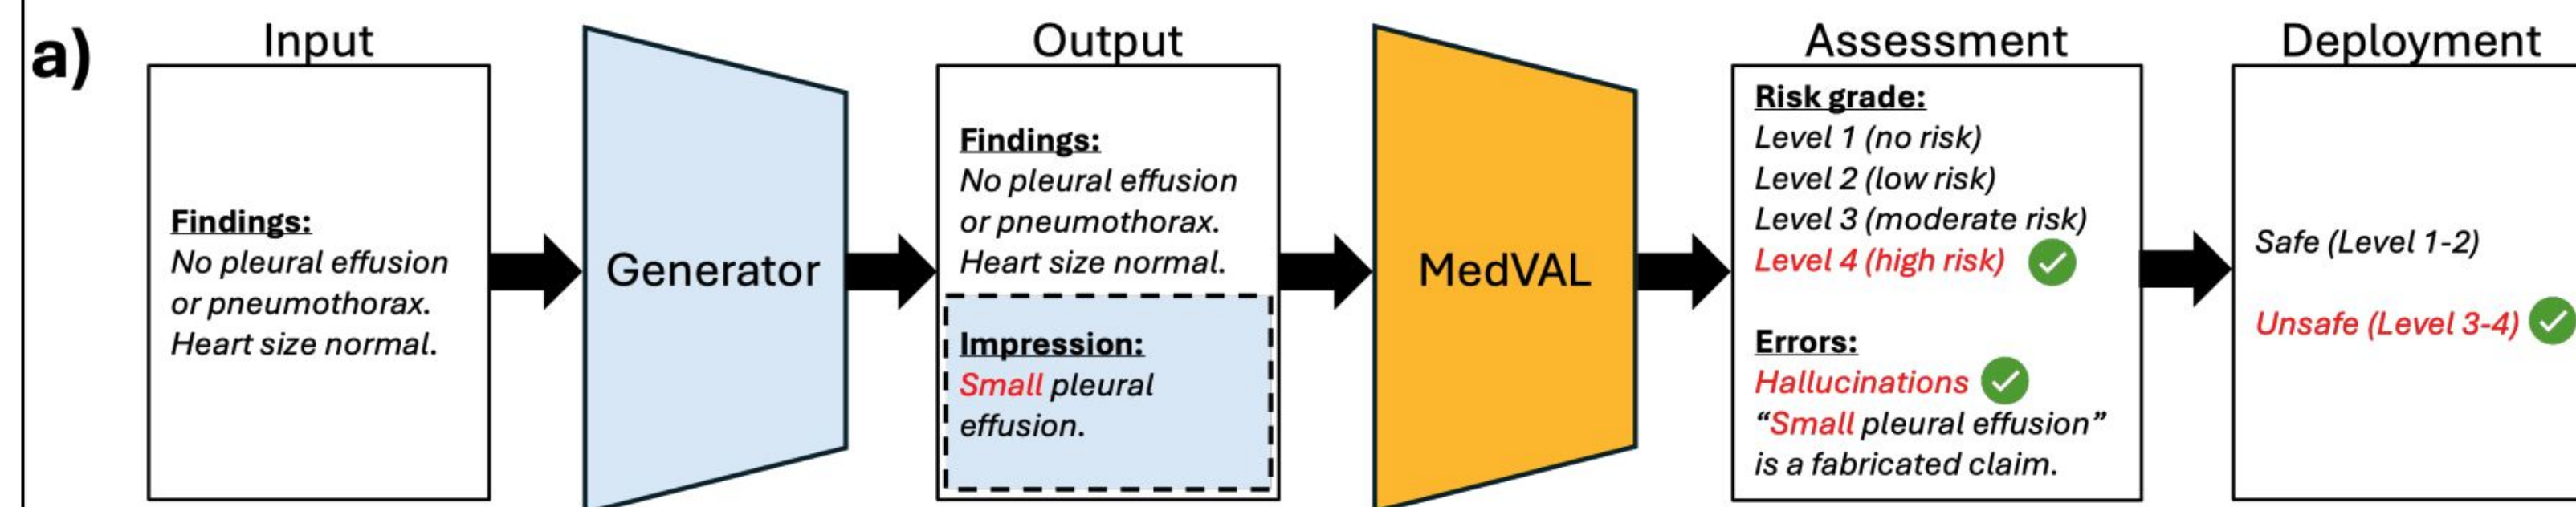 a)
Input
Findings:
No pleural effusion
or pneumothorax.
Heart size normal.
Generator
Output
Findings:
No pleural effusion
or pneumothorax.
Heart size normal.
Impression:
Small pleural
effusion.
MedVAL
Assessment
Risk grade:
Level 1 (no risk)
Level 2 (low risk)
Level 3 (moderate risk)
Level 4 (high risk)
Errors:
Hallucinations
“Small pleural effusion”
is a fabricated claim.
Deployment
Safe (Level 1-2)
Unsafe (Level 3-4)